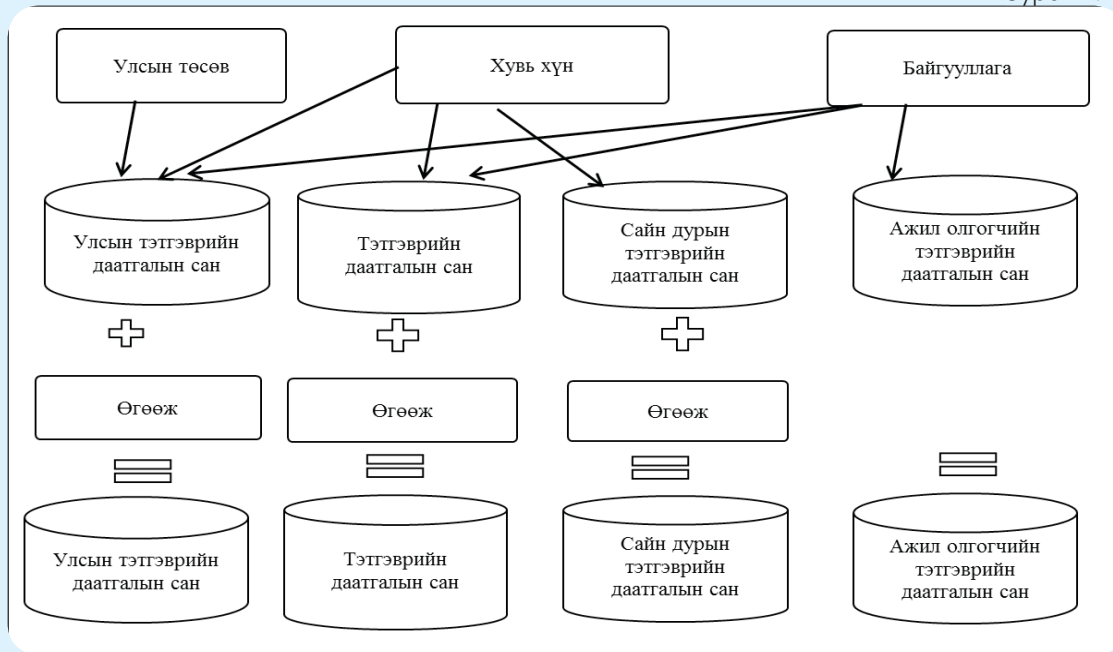 Улсын төсөв
Хувь хүн
Байгууллага
Улсын тэтгэврийн
даатгалын сан
Тэтгэврийн
даатгалын сан
Сайн дурын
тэтгэврийн
даатгалын сан
Ажил олгогчийн
тэтгэврийн
даатгалын сан
Өгөөж
Өгөөж
Өгөөж
Улсын тэтгэврийн
даатгалын сан
Тэтгэврийн
даатгалын сан
Сайн дурын
тэтгэврийн
даатгалын сан
Ажил олгогчийн
тэтгэврийн
даатгалын сан